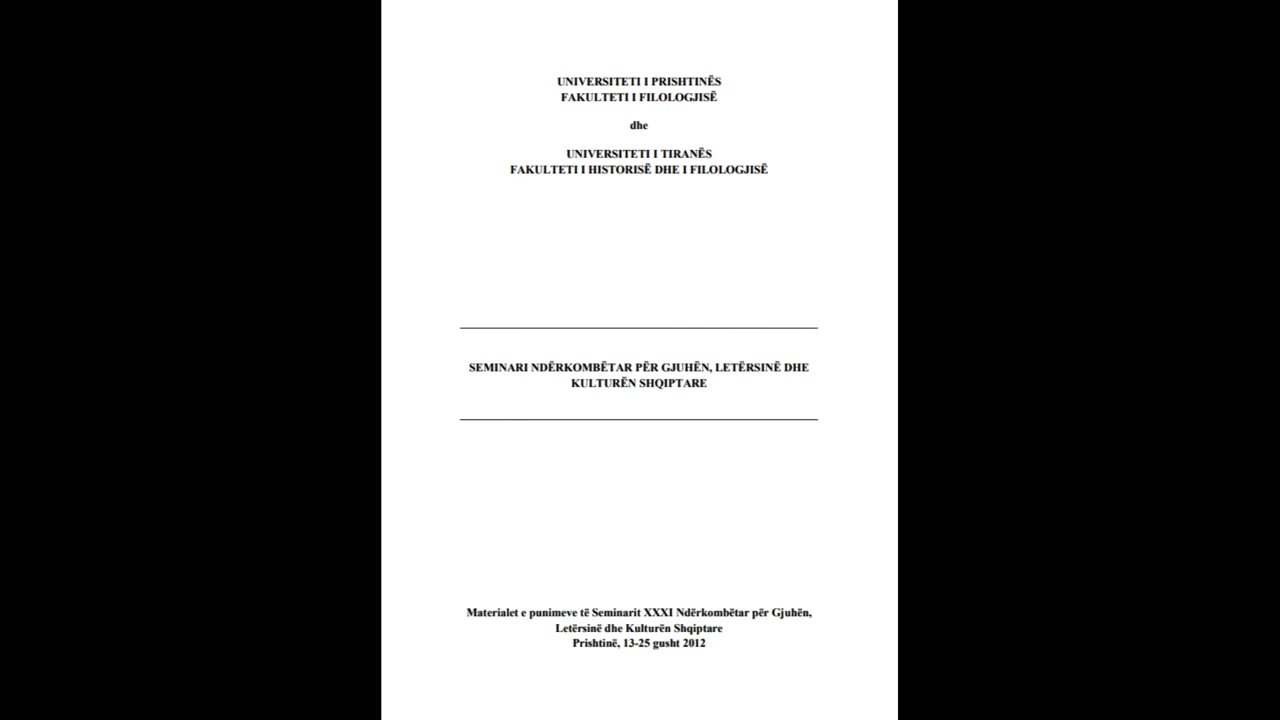 UNIVERSITETI I PRISHTINËS
FAKULTETI I FILOLOGJISË
dhe
UNIVERSITETI I TIRANËS
FAKULTETI I HISTORISË DHE I FILOLOGJISË
SEMINARI NDËRKOMBËTAR PËR GJUHËN, LETËRSINË DHE
KULTURËN SHQIPTARE
Materialet e punimeve të Seminarit XXXI Ndërkombëtar për Gjuhën,
Letërsinë dhe Kulturën Shqiptare
Prishtinë, 13-25 gusht 2012